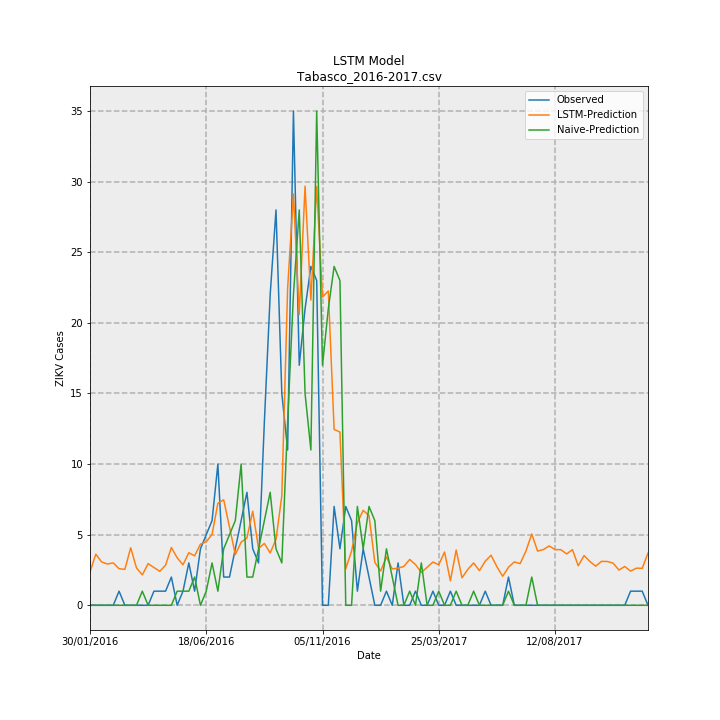 LSTM Model
Tabasco_2016-2017.csv
Observed
LSTM-Prediction
Naive-Prediction
ZIKV Cases
35
30
25
20
15
10
5
0
30/01/2016
18/06/2016
05/11/2016
25/03/2017
12/08/2017
Date